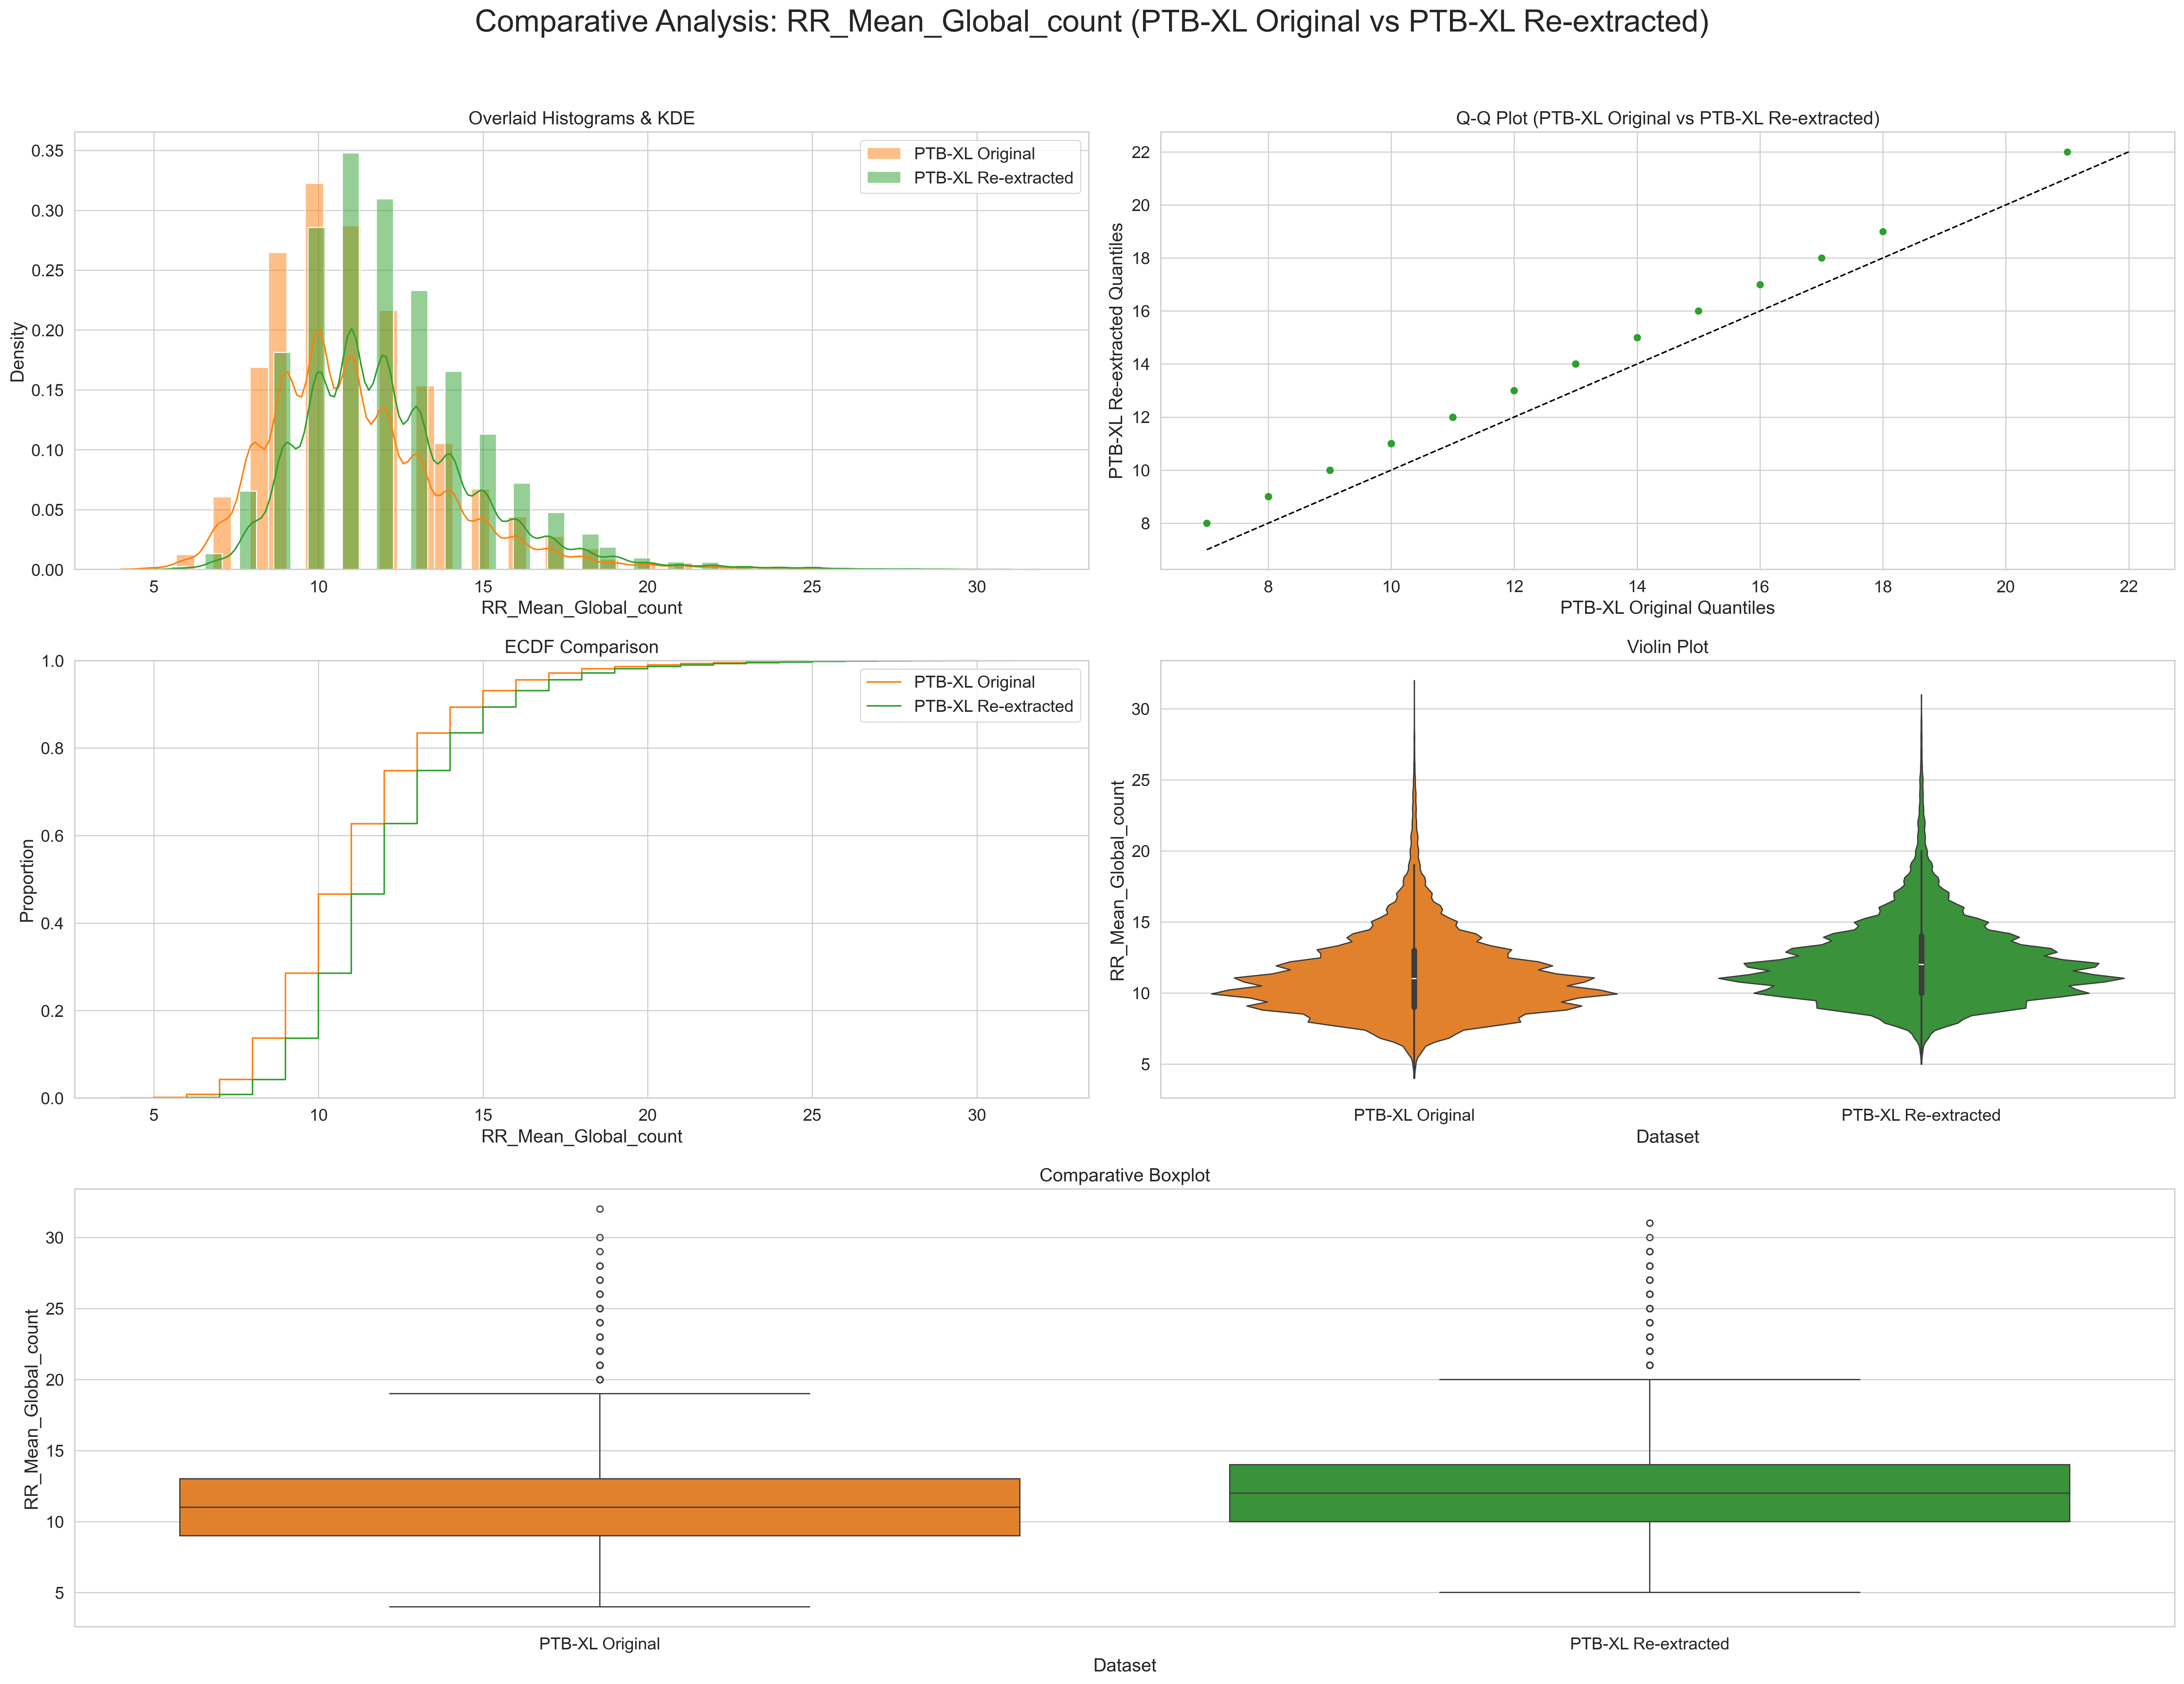 Comparative Analysis: RR_Mean_Global_count (PTB-XL Original vs PTB-XL Re-extracted)
Overlaid Histograms & KDE
0.35
0.30
0.25
0.20
0.15
0.10
0.05
0.00
Density
5 10 15 20 25 30
RR_Mean_Global_count
PTB-XL Original
PTB-XL Re-extracted
Q-Q Plot (PTB-XL Original vs PTB-XL Re-extracted)
22
20
18
16
14
12
10
8
PTB-XL Re-extracted Quantiles
8 10 12 14 16 18 20 22
PTB-XL Original Quantiles
ECDF Comparison
1.0
0.8
0.6
0.4
0.2
0.0
Proportion
5 10 15 20 25 30
RR_Mean_Global_count
PTB-XL Original
PTB-XL Re-extracted
Violin Plot
30
25
20
15
10
5
RR_Mean_Global_count
PTB-XL Original PTB-XL Re-extracted
Dataset
Comparative Boxplot
30
25
20
15
10
5
RR_Mean_Global_count
PTB-XL Original PTB-XL Re-extracted
Dataset